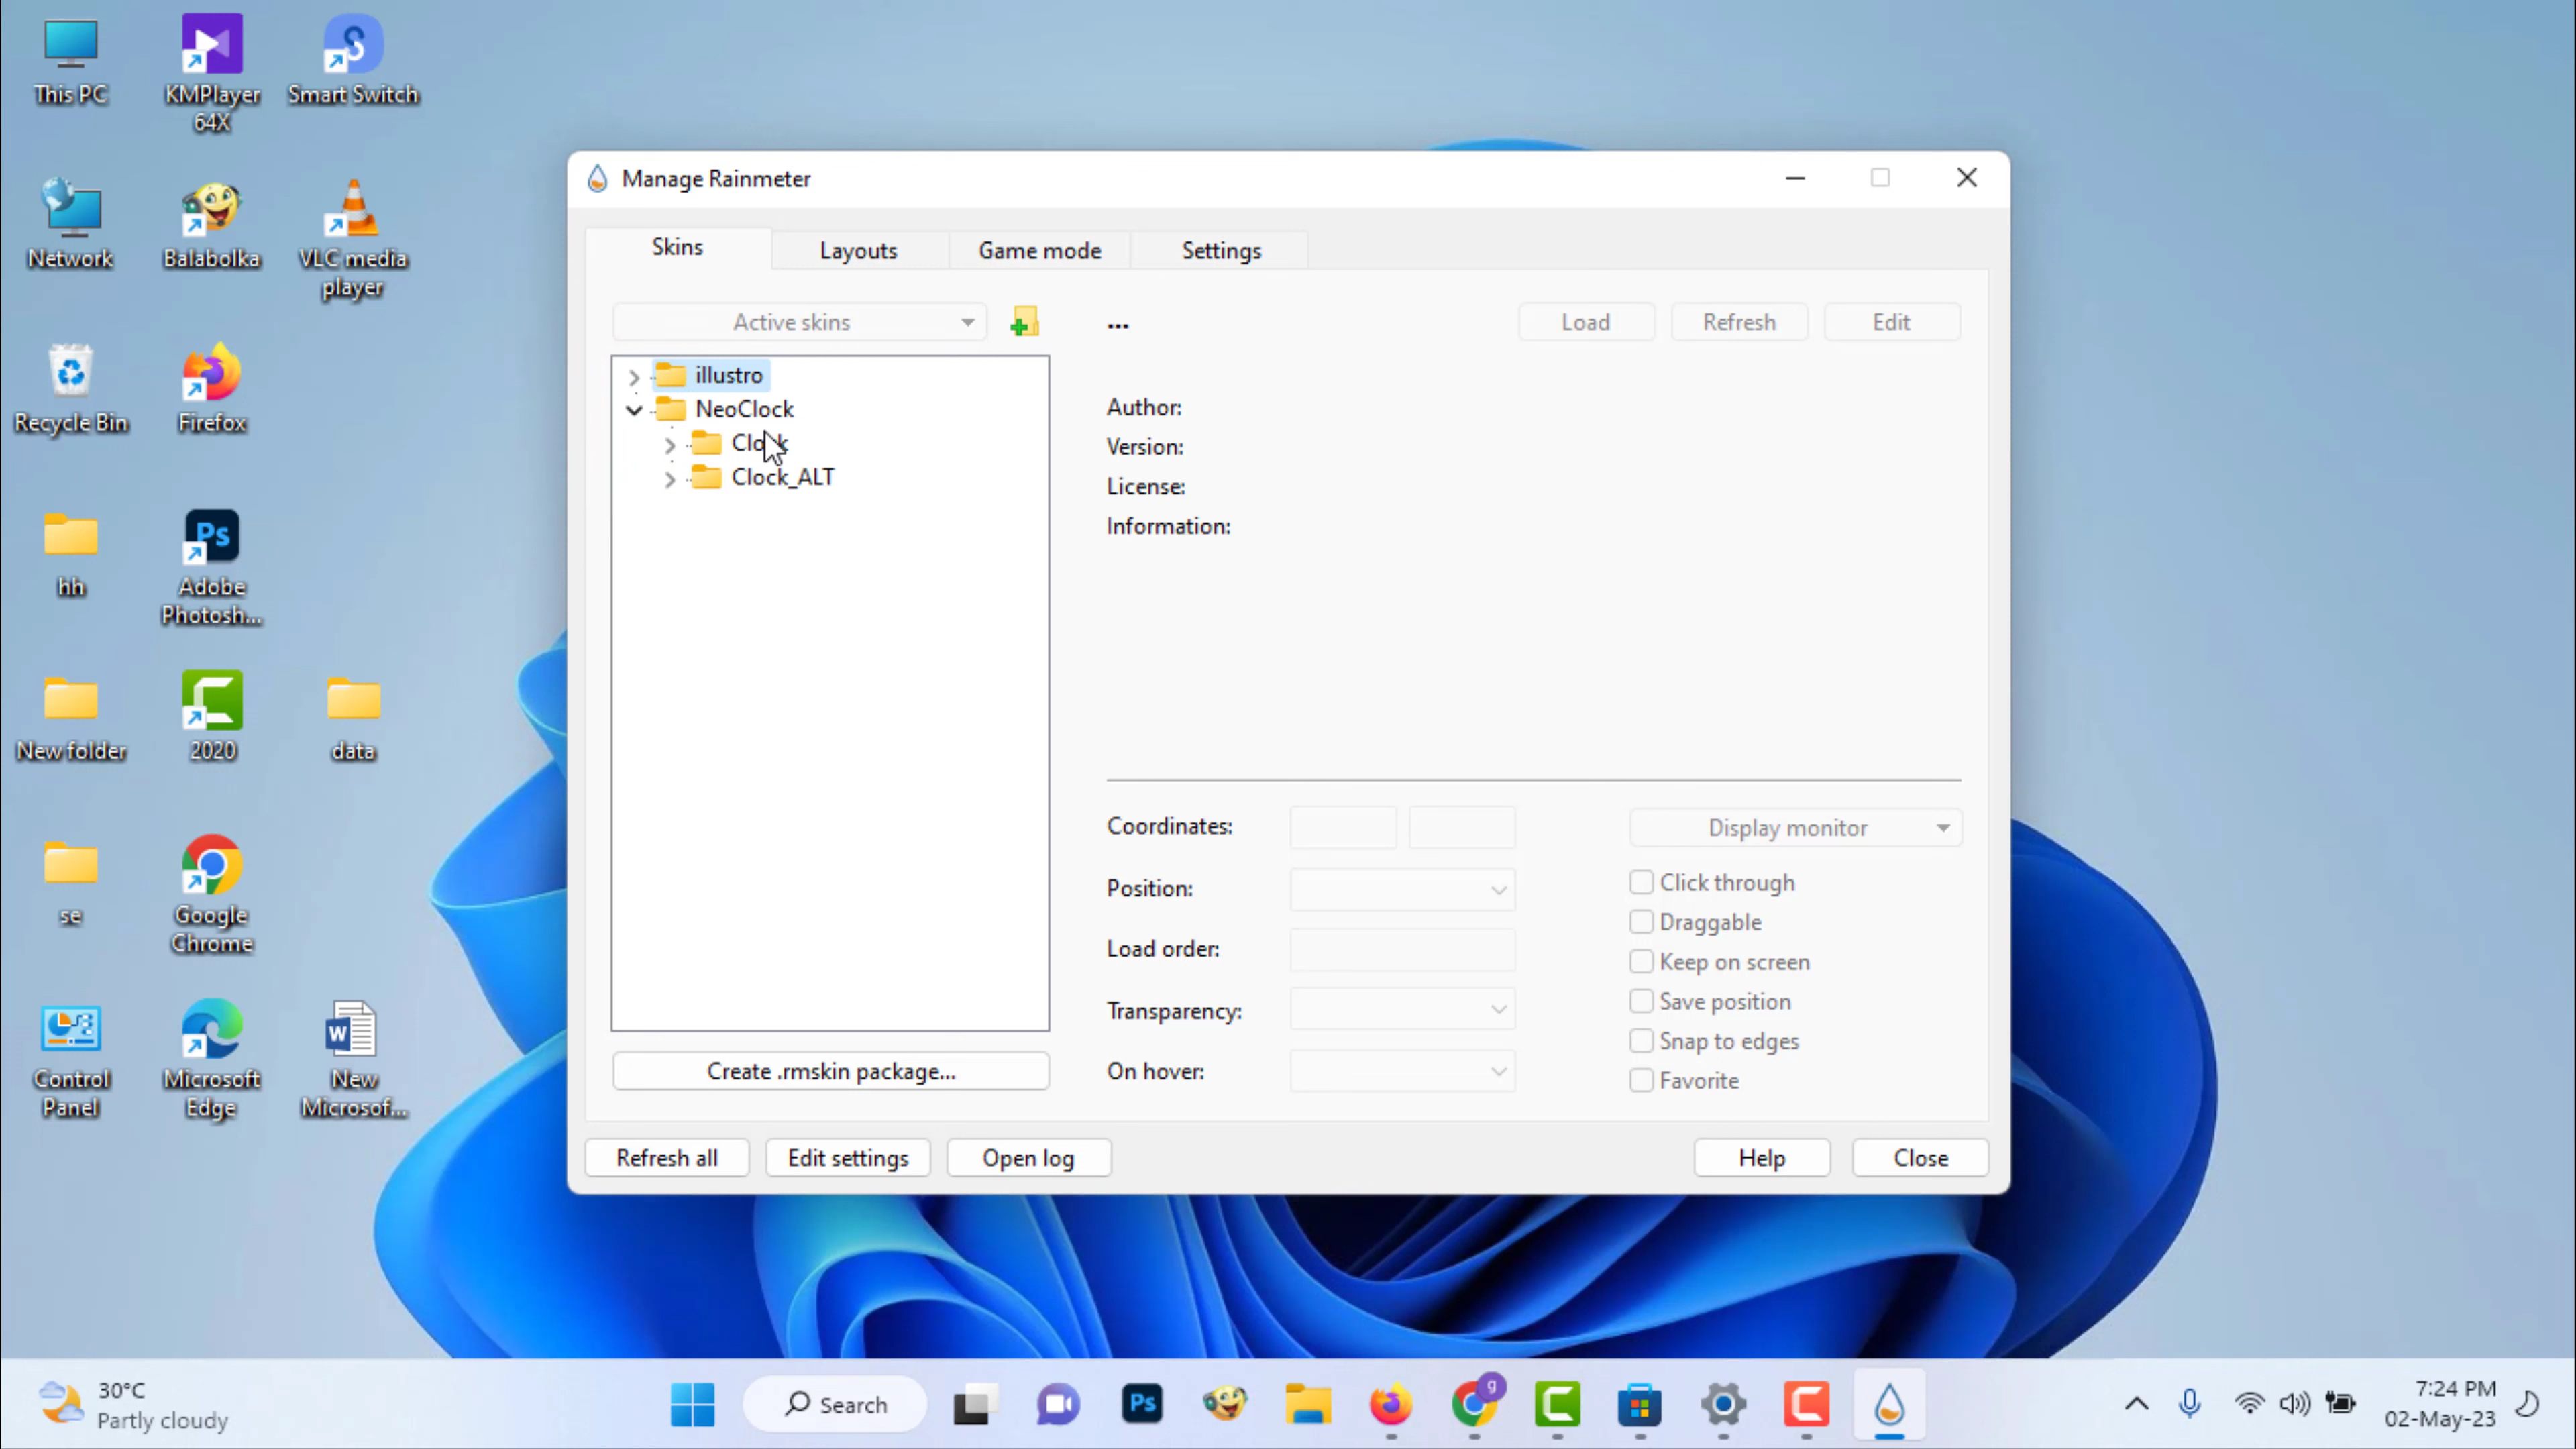 This PC
KMPlayer
64X
Smart Switch
Network
Balabolka
VLC media
player
Recycle Bin
Firefox
hh
Adobe
Photosh...
New folder
2020
data
se
Google
Chrome
Control
Panel
Microsoft
Edge
New
Microsof...
Manage Rainmeter
Skins
Layouts
Game mode
Settings
Active skins
...
Load
Refresh
Edit
illustro
NeoClock
Clock
Clock_ALT
Author:
Version:
License:
Information:
Coordinates:
Display monitor
Position:
Click through
Draggable
Load order:
Keep on screen
Transparency:
Save position
Snap to edges
On hover:
Favorite
Create .rmskin package...
Refresh all
Edit settings
Open log
Help
Close
30°C
Partly cloudy
Search
Ps
g
7:24 PM
02-May-23